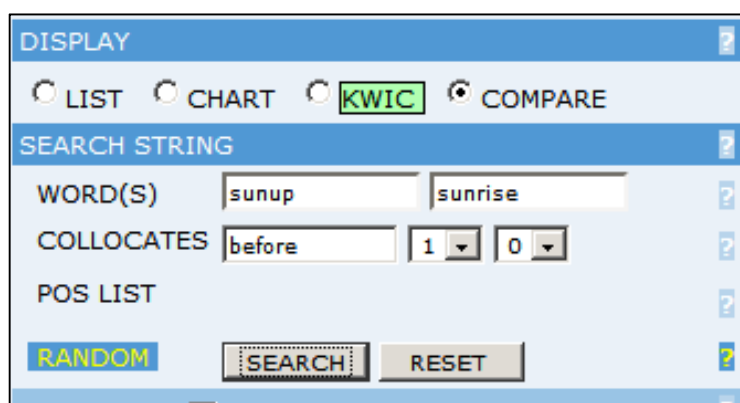 DISPLAY ?
LIST CHART KWIC COMPARE
SEARCH STRING ?
WORD(S) sunup sunrise ?
COLLOCATES before 1 0 ?
POS LIST ?
RANDOM SEARCH RESET ?